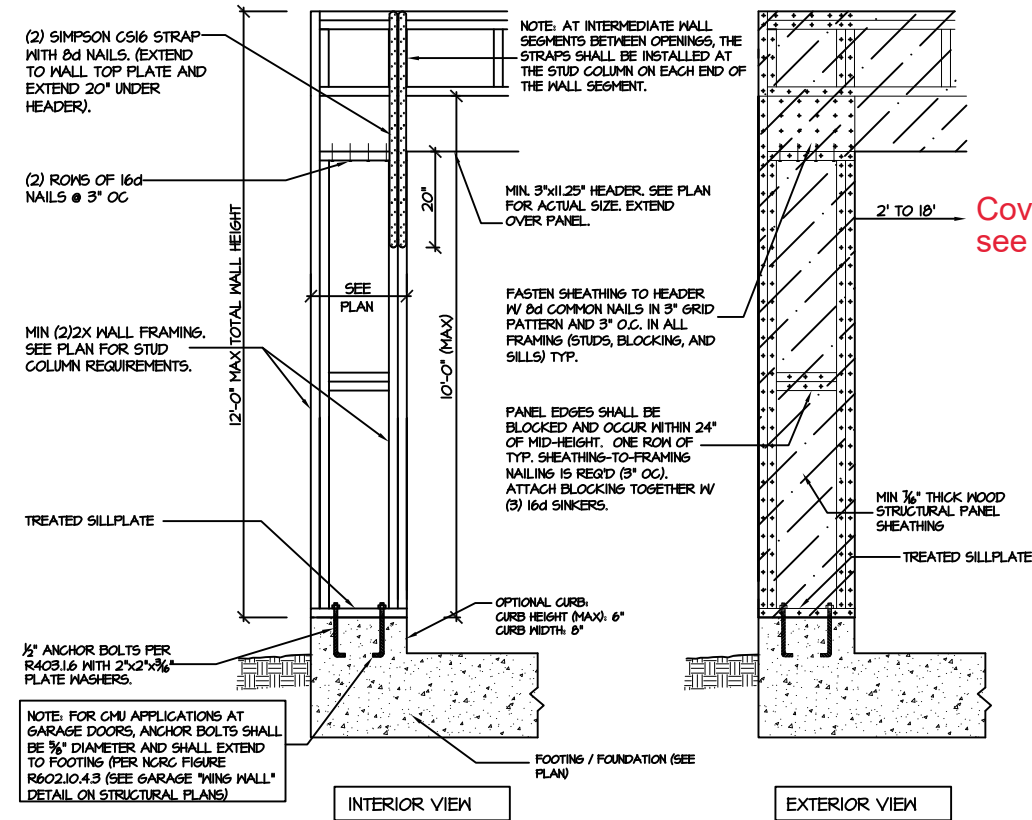 (2) SIMPSON CS16 STRAP
WITH 8d NAILS. (EXTEND
TO WALL TOP PLATE AND
EXTEND 20" UNDER
HEADER).
(2) ROWS OF 16d
NAILS @ 3" OC
12'-0" MAX TOTAL WALL HEIGHT
MIN (2)2X WALL FRAMING.
SEE PLAN FOR STUD
COLUMN REQUIREMENTS.
TREATED SILLPLATE
½" ANCHOR BOLTS PER
R403.1.6 WITH 2"x2"x3/16"
PLATE WASHERS.
NOTE: FOR CMU APPLICATIONS AT
GARAGE DOORS, ANCHOR BOLTS SHALL
BE 5/8" DIAMETER AND SHALL EXTEND
TO FOOTING (PER NCRC FIGURE
R602.10.4.3 (SEE GARAGE "WING WALL"
DETAIL ON STRUCTURAL PLANS)
SEE
PLAN
20"
10'-0" (MAX)
NOTE: AT INTERMEDIATE WALL
SEGMENTS BETWEEN OPENINGS, THE
STRAPS SHALL BE INSTALLED AT
THE STUD COLUMN ON EACH END OF
THE WALL SEGMENT.
MIN. 3"x11.25" HEADER. SEE PLAN
FOR ACTUAL SIZE. EXTEND
OVER PANEL.
FASTEN SHEATHING TO HEADER
W/ 8d COMMON NAILS IN 3" GRID
PATTERN AND 3" O.C. IN ALL
FRAMING (STUDS, BLOCKING, AND
SILLS) TYP.
PANEL EDGES SHALL BE
BLOCKED AND OCCUR WITHIN 24"
OF MID-HEIGHT. ONE ROW OF
TYP. SHEATHING-TO-FRAMING
NAILING IS REQ'D (3" OC).
ATTACH BLOCKING TOGETHER W/
(3) 16d SINKERS.
OPTIONAL CURB:
CURB HEIGHT (MAX): 6"
CURB WIDTH: 8"
FOOTING / FOUNDATION (SEE
PLAN)
INTERIOR VIEW
2' TO 18'
Cov
see
MIN 7/16" THICK WOOD
STRUCTURAL PANEL
SHEATHING
TREATED SILLPLATE
EXTERIOR VIEW